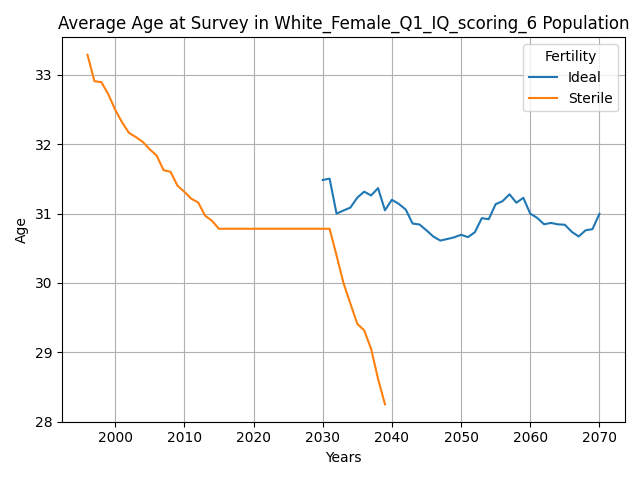 Average Age at Survey in White_Female_Q1_IQ_scoring_6 Population
Fertility
Ideal
Sterile
33
32
31
30
29
28
Age
2000
2010
2020
2030
2040
2050
2060
2070
Years